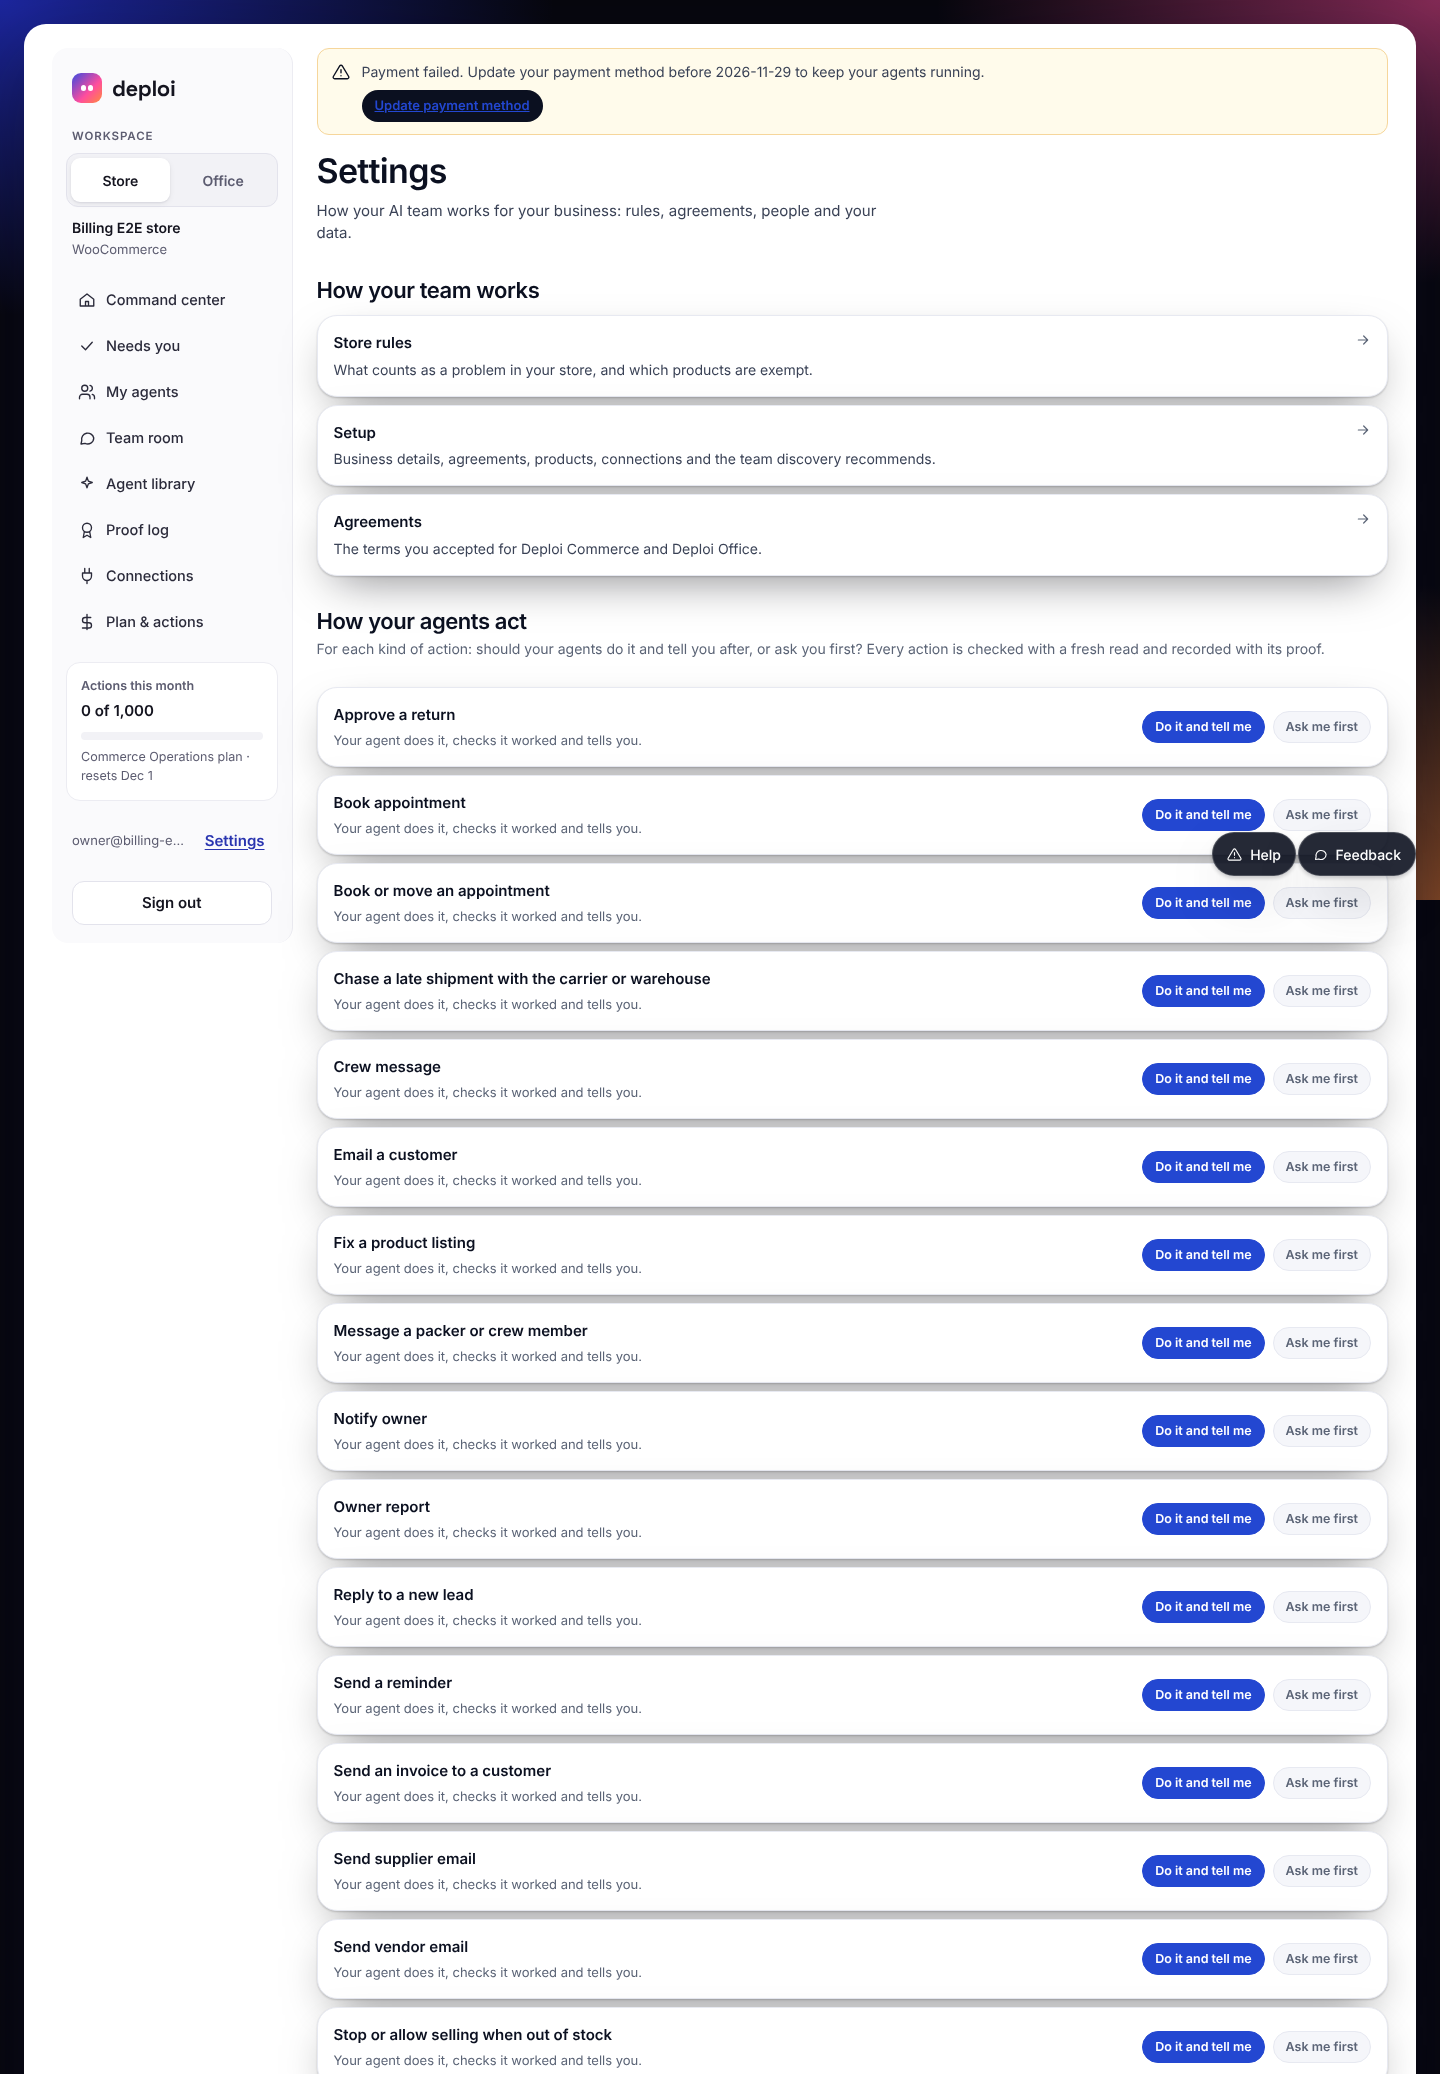 deploi
WORKSPACE
Store
Office
Billing E2E store
WooCommerce
Command center
Needs you
My agents
Team room
Agent library
Proof log
Connections
Plan & actions
Actions this month
0 of 1,000
Commerce Operations plan ·
resets Dec 1
owner@billing-e...
Settings
Sign out
Payment failed. Update your payment method before 2026-11-29 to keep your agents running.
Update payment method
Settings
How your AI team works for your business: rules, agreements, people and your
data.
How your team works
Store rules
What counts as a problem in your store, and which products are exempt.
Setup
Business details, agreements, products, connections and the team discovery recommends.
Agreements
The terms you accepted for Deploi Commerce and Deploi Office.
How your agents act
For each kind of action: should your agents do it and tell you after, or ask you first? Every action is checked with a fresh read and recorded with its proof.
Approve a return
Your agent does it, checks it worked and tells you.
Do it and tell me
Ask me first
Book appointment
Your agent does it, checks it worked and tells you.
Do it and tell me
Ask me first
Help
Feedback
Book or move an appointment
Your agent does it, checks it worked and tells you.
Do it and tell me
Ask me first
Chase a late shipment with the carrier or warehouse
Your agent does it, checks it worked and tells you.
Do it and tell me
Ask me first
Crew message
Your agent does it, checks it worked and tells you.
Do it and tell me
Ask me first
Email a customer
Your agent does it, checks it worked and tells you.
Do it and tell me
Ask me first
Fix a product listing
Your agent does it, checks it worked and tells you.
Do it and tell me
Ask me first
Message a packer or crew member
Your agent does it, checks it worked and tells you.
Do it and tell me
Ask me first
Notify owner
Your agent does it, checks it worked and tells you.
Do it and tell me
Ask me first
Owner report
Your agent does it, checks it worked and tells you.
Do it and tell me
Ask me first
Reply to a new lead
Your agent does it, checks it worked and tells you.
Do it and tell me
Ask me first
Send a reminder
Your agent does it, checks it worked and tells you.
Do it and tell me
Ask me first
Send an invoice to a customer
Your agent does it, checks it worked and tells you.
Do it and tell me
Ask me first
Send supplier email
Your agent does it, checks it worked and tells you.
Do it and tell me
Ask me first
Send vendor email
Your agent does it, checks it worked and tells you.
Do it and tell me
Ask me first
Stop or allow selling when out of stock
Your agent does it, checks it worked and tells you.
Do it and tell me
Ask me first